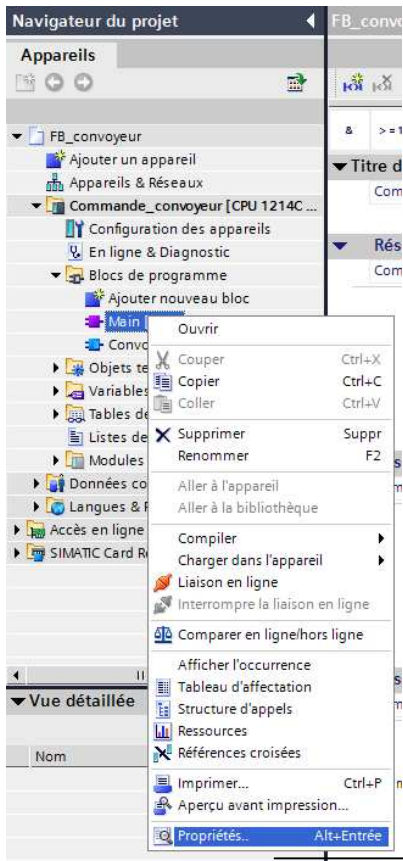 Navigateur du projet
FB_convo
Appareils
FB_convoyeur
Ajouter un appareil
Appareils & Réseaux
Commande_convoyeur [CPU 1214C ...
Configuration des appareils
En ligne & Diagnostic
Blocs de programme
Ajouter nouveau bloc
Main [
Convo
Objets te
Variables
Tables de
Listes de
Modules
Données co
Langues & R
Accès en ligne
SIMATIC Card Re
Vue détaillée
Nom
Ouvrir
Couper Ctrl+X
Copier Ctrl+C
Coller Ctrl+V
Supprimer Suppr
Renommer F2
Aller à l'appareil
Aller à la bibliothèque
Compiler
Charger dans l'appareil
Liaison en ligne
Interrompre la liaison en ligne
Comparer en ligne/hors ligne
Afficher l'occurrence
Tableau d'affectation
Structure d'appels
Ressources
Références croisées
Imprimer... Ctrl+P
Aperçu avant impression...
Propriétés.. Alt+Entrée
& >=1
Titre d
Com
Rés
Com